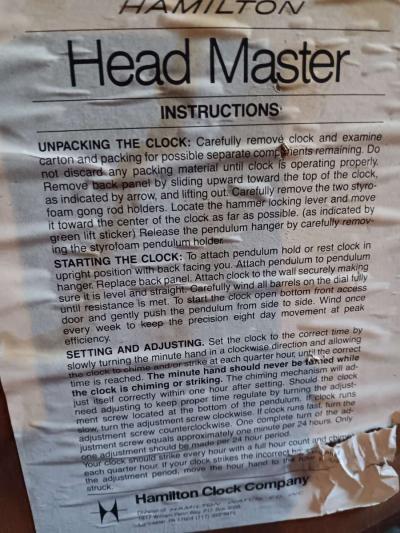 HAMILTON
Head Master
INSTRUCTIONS
UNPACKING THE CLOCK: Carefully remove clock and examine
carton and packing for possible separate components remaining. Do
not discard any packing material until clock is operating properly.
Remove back panel by sliding upward toward the top of the clock,
as indicated by arrow, and lifting out. Carefully remove the two styro-
foam gong rod holders. Locate the hammer locking lever and move
it toward the center of the clock as far as possible. (as indicated by
green lift sticker) Release the pendulum hanger by carefully remov-
ing the styrofoam pendulum holder.
STARTING THE CLOCK: To attach pendulum hold or rest clock in
upright position with back facing you. Attach pendulum to pendulum
hanger. Replace back panel. Attach clock to the wall securely making
sure it is level and straight. Carefully wind all barrels on the dial fully
until resistance is met. To start the clock open bottom front access
door and gently push the pendulum from side to side. Wind once
every week to keep the precision eight day movement at peak
efficiency.
SETTING AND ADJUSTING. Set the clock to the correct time by
slowly turning the minute hand in a clockwise direction and allowing
the clock to chime and/or strike at each quarter hour, until the correct
time is reached. The minute hand should never be turned while
the clock is chiming or striking. The chiming mechanism will ad-
just itself correctly within one hour after setting. Should the clock
need adjusting to keep proper time regulate by turning the adjust-
ment screw located at the bottom of the pendulum. If clock runs
slow, turn the adjustment screw clockwise. If clock runs fast, turn the
adjustment screw counterclockwise. One complete turn of the ad-
justment screw equals approximately one minute per 24 hours. Only
one adjustment should be made per 24 hour period.
Your clock should strike every hour with a full hour count and chime
each quarter hour. If your clock strikes the incorrect
the adjustment period, move the hour hand to the
struck.
Hamilton Clock Company